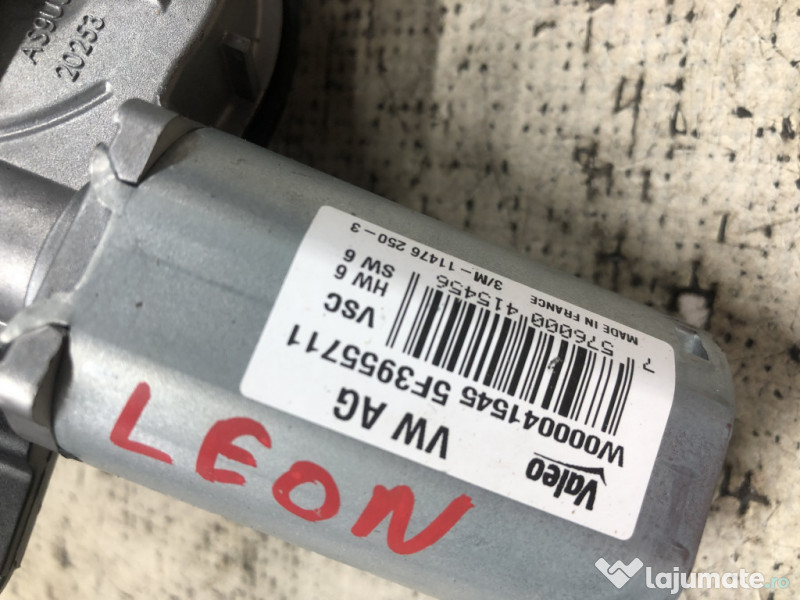 20253
Valeo
VW AG
W000041545 5F3955711
VSC
HW 6
SW 6
7 576000 415456
3/M-11476 250-3
MADE IN FRANCE
LEON
lajumate.ro